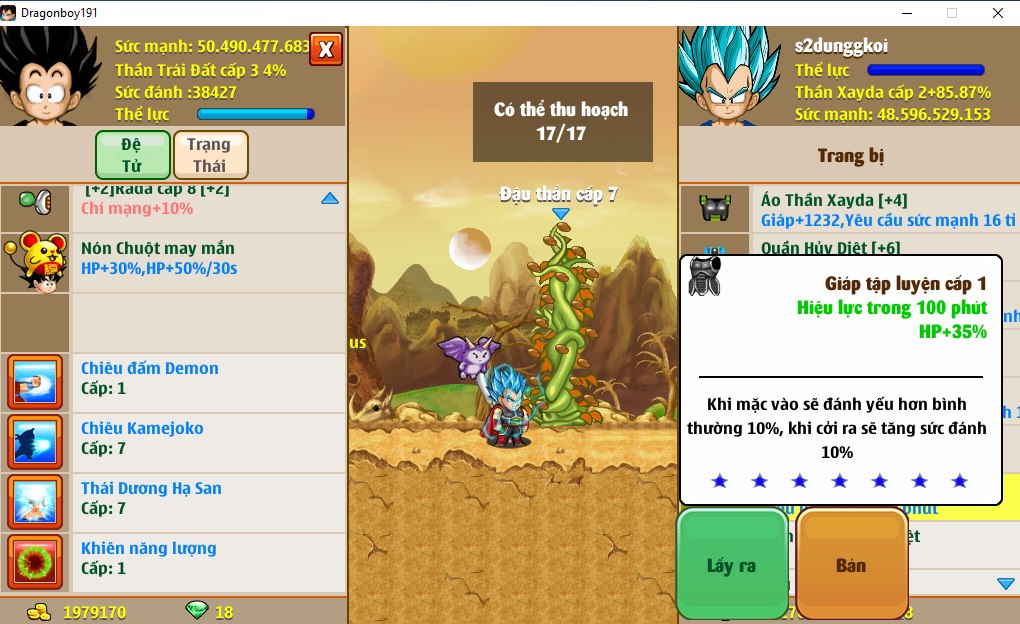 Dragonboy191
Sức mạnh: 50.490.477.683
X
Thần Trái Đất cấp 3 4%
Sức đánh :38427
Thể lực
Đệ
Tử
Trạng
Thái
[+2]Rađa cấp 8 [+2]
Chí mạng+10%
Nón Chuột may mắn
HP+30%,HP+50%/30s
Chiêu đấm Demon
Cấp: 1
Chiêu Kamejoko
Cấp: 7
Thái Dương Hạ San
Cấp: 7
Khiên năng lượng
Cấp: 1
1979170
18
Có thể thu hoạch
17/17
Đậu thần cấp 7
us
s2dunggkoi
Thể lực
Thần Xayda cấp 2+85.87%
Sức mạnh: 48.596.529.153
Trang bị
Áo Thần Xayda [+4]
Giáp+1232,Yêu cầu sức mạnh 16 tỉ
Quần Hủy Diệt [+6]
Giáp tập luyện cấp 1
Hiệu lực trong 100 phút
HP+35%
Khi mặc vào sẽ đánh yếu hơn bình
thường 10%, khi cởi ra sẽ tăng sức đánh
10%
phút
Lấy ra
Bán